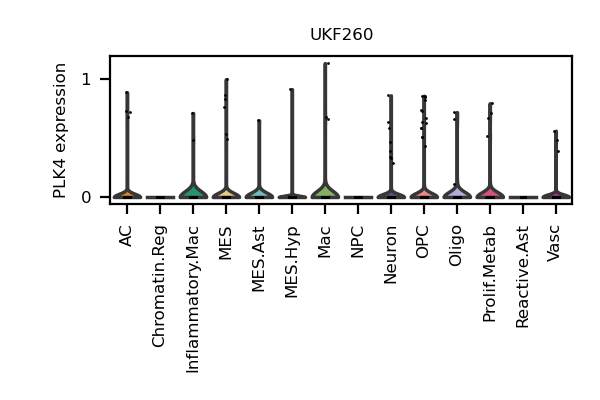 UKF260
PLK4 expression
1
0
AC
Chromatin.Reg
Inflammatory.Mac
MES
MES.Ast
MES.Hyp
Mac
NPC
Neuron
OPC
Oligo
Prolif.Metab
Reactive.Ast
Vasc